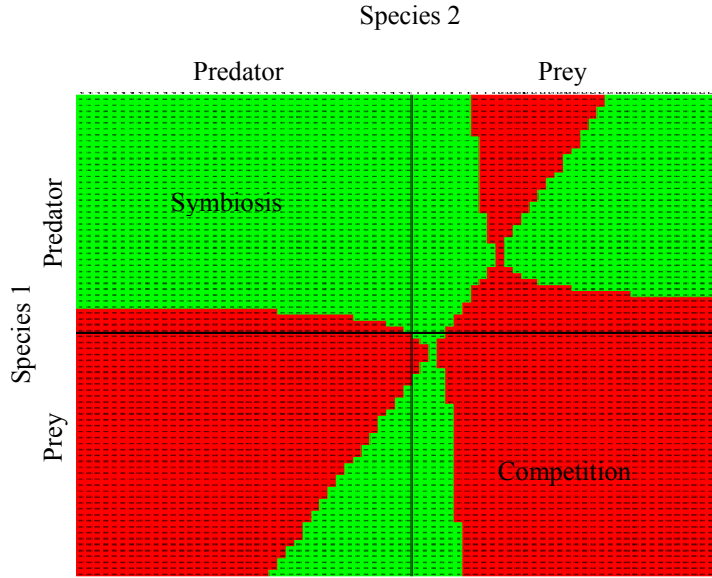 Species 2
Predator
Prey
Species 1
Predator
Prey
Symbiosis
Competition